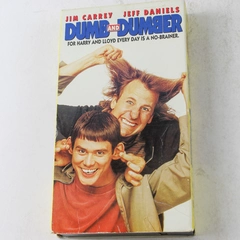 JIM CARREY JEFF DANIELS
DUMB AND DUMBER
FOR HARRY AND LLOYD EVERY DAY IS A NO-BRAINER.